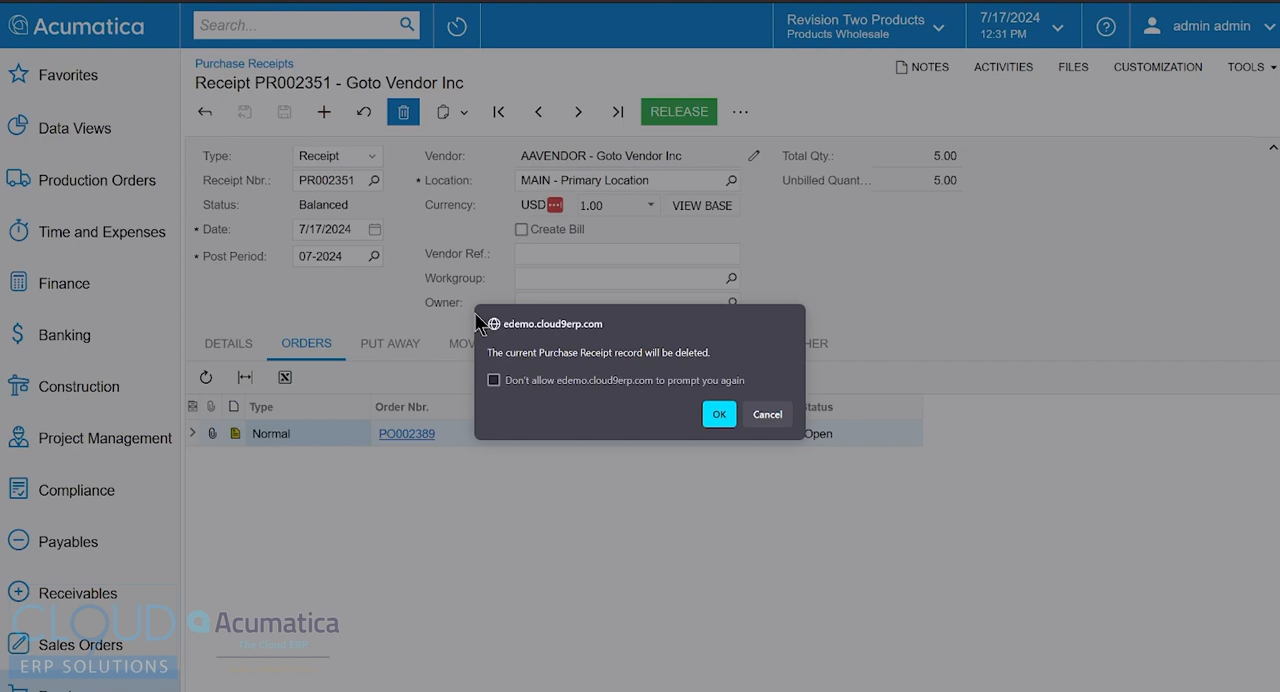 Acumatica
Search...
Revision Two Products
Products Wholesale
7/17/2024
12:31 PM
admin admin
Favorites
Data Views
Production Orders
Time and Expenses
Finance
Banking
Construction
Project Management
Compliance
Payables
Receivables
Sales Orders
Purchase Receipts
Receipt PR002351 - Goto Vendor Inc
NOTES ACTIVITIES FILES CUSTOMIZATION TOOLS
RELEASE
Type: Receipt Vendor: AAVENDOR - Goto Vendor Inc Total Qty.: 5.00
Receipt Nbr.: PR002351 * Location: MAIN - Primary Location Unbilled Quant... 5.00
Status: Balanced Currency: USD 1.00 VIEW BASE
* Date: 7/17/2024 Create Bill
* Post Period: 07-2024 Vendor Ref.:
Workgroup:
Owner:
DETAILS ORDERS PUT AWAY MOV HER
Type Order Nbr. Status
Normal PO002389 Open
edemo.cloud9erp.com
The current Purchase Receipt record will be deleted.
Don't allow edemo.cloud9erp.com to prompt you again
OK Cancel
CLOUD
ERP SOLUTIONS
Acumatica
The Cloud ERP